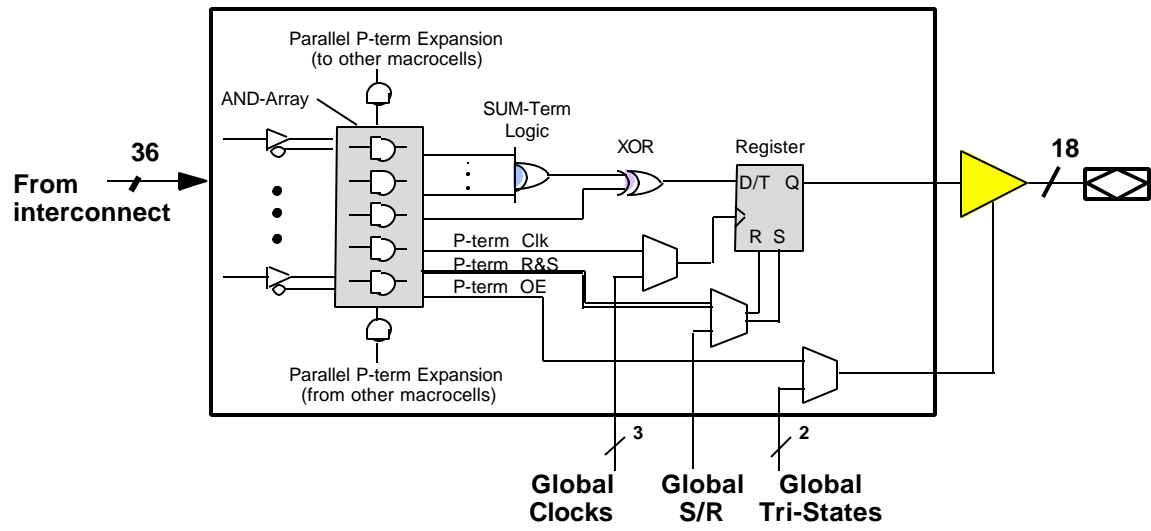 Parallel P-term Expansion
(to other macrocells)
AND-Array
SUM-Term
Logic
XOR
Register
36
18
From
interconnect
D/T Q
R S
P-term Clk
P-term R&S
P-term OE
Parallel P-term Expansion
(from other macrocells)
3
2
Global
Clocks
Global
S/R
Global
Tri-States